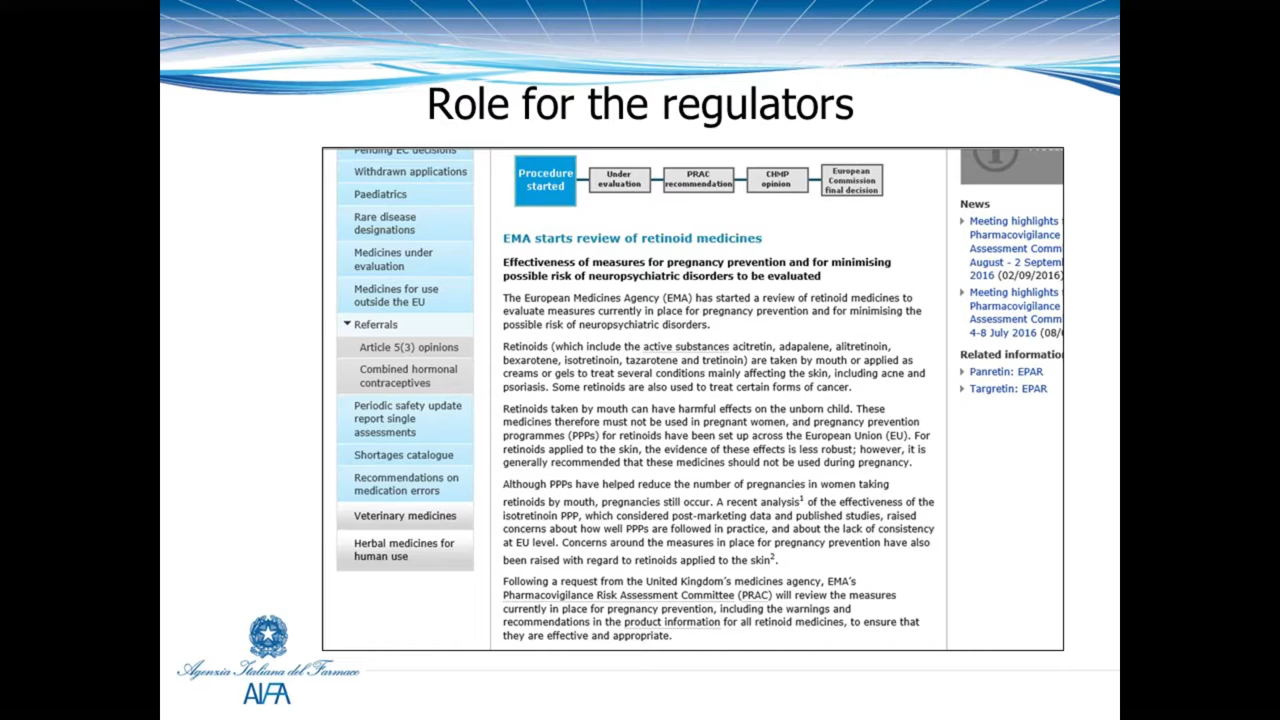 Role for the regulators
Pending EC decisions
Withdrawn applications
Paediatrics
Rare disease
designations
Medicines under
evaluation
Medicines for use
outside the EU
Referrals
Article 5(3) opinions
Combined hormonal
contraceptives
Periodic safety update
report single
assessments
Shortages catalogue
Recommendations on
medication errors
Veterinary medicines
Herbal medicines for
human use
Procedure
started
Under
evaluation
PRAC
recommendation
CHMP
opinion
European
Commission
final decision
EMA starts review of retinoid medicines
Effectiveness of measures for pregnancy prevention and for minimising
possible risk of neuropsychiatric disorders to be evaluated
The European Medicines Agency (EMA) has started a review of retinoid medicines to
evaluate measures currently in place for pregnancy prevention and for minimising the
possible risk of neuropsychiatric disorders.
Retinoids (which include the active substances acitretin, adapalene, alitretinoin,
bexarotene, isotretinoin, tazarotene and tretinoin) are taken by mouth or applied as
creams or gels to treat several conditions mainly affecting the skin, including acne and
psoriasis. Some retinoids are also used to treat certain forms of cancer.
Retinoids taken by mouth can have harmful effects on the unborn child. These
medicines therefore must not be used in pregnant women, and pregnancy prevention
programmes (PPPs) for retinoids have been set up across the European Union (EU). For
retinoids applied to the skin, the evidence of these effects is less robust; however, it is
generally recommended that these medicines should not be used during pregnancy.
Although PPPs have helped reduce the number of pregnancies in women taking
retinoids by mouth, pregnancies still occur. A recent analysis¹ of the effectiveness of the
isotretinoin PPP, which considered post-marketing data and published studies, raised
concerns about how well PPPs are followed in practice, and about the lack of consistency
at EU level. Concerns around the measures in place for pregnancy prevention have also
been raised with regard to retinoids applied to the skin².
Following a request from the United Kingdom's medicines agency, EMA's
Pharmacovigilance Risk Assessment Committee (PRAC) will review the measures
currently in place for pregnancy prevention, including the warnings and
recommendations in the product information for all retinoid medicines, to ensure that
they are effective and appropriate.
News
Meeting highlights
Pharmacovigilance
Assessment Comm
August - 2 Septem
2016 (02/09/2016)
Meeting highlights
Pharmacovigilance
Assessment Comm
4-8 July 2016 (08/
Related information
Panretin: EPAR
Targretin: EPAR
Agenzia Italiana del Farmaco
AIFA